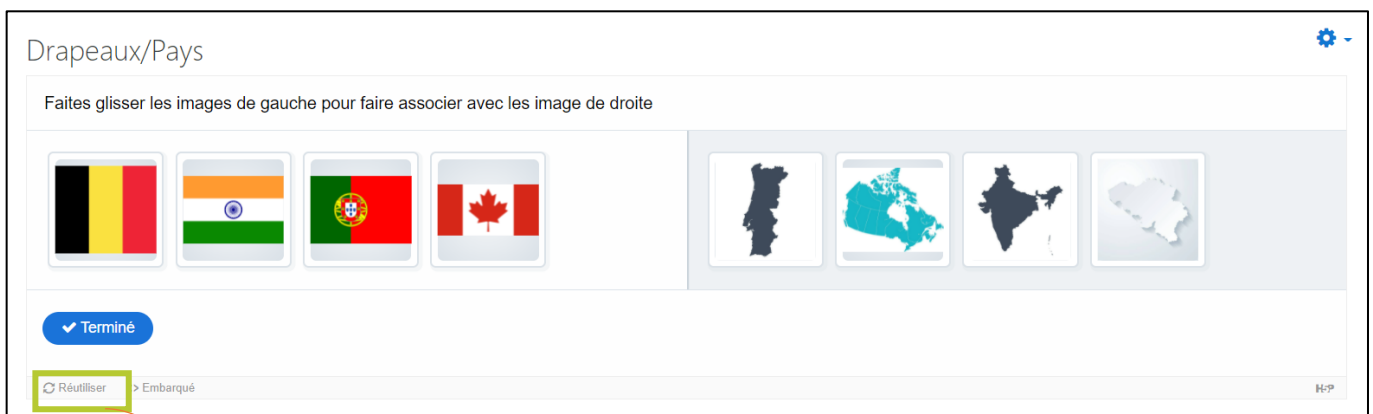 Drapeaux/Pays
Faites glisser les images de gauche pour faire associer avec les image de droite
Terminé
Réutiliser > Embarqué
H-P